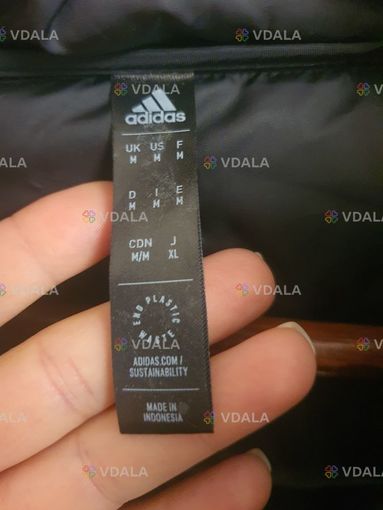 adidas
UK US F
M M M
D I E
M M M
CDN J
M/M XL
END PLASTIC WASTE
ADIDAS.COM/
SUSTAINABILITY
MADE IN
INDONESIA
VDALA